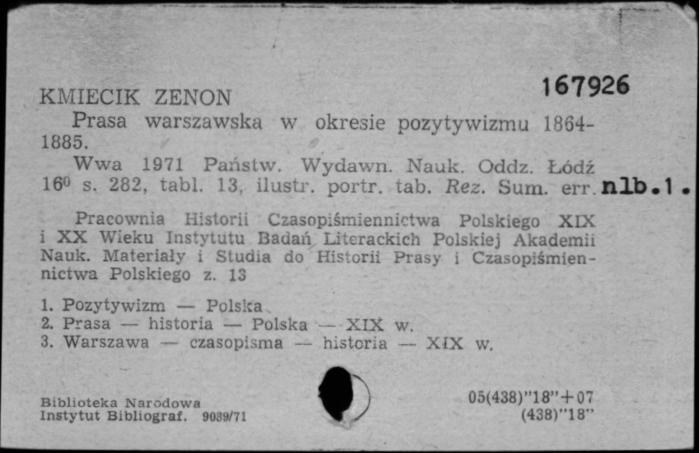 167926
KMIECIK ZENON
Prasa warszawska w okresie pozytywizmu 1864-
1885.
Wwa 1971 Państw. Wydawn. Nauk. Oddz. Łódź
16⁰ s. 282, tabl. 13, ilustr. portr. tab. Rez. Sum. err. nlb.1.
Pracownia Historii Czasopiśmiennictwa Polskiego XIX
i XX Wieku Instytutu Badań Literackich Polskiej Akademii
Nauk. Materiały i Studia do Historii Prasy i Czasopiśmien-
nictwa Polskiego z. 13
1. Pozytywizm — Polska
2. Prasa — historia — Polska — XIX w.
3. Warszawa — czasopisma — historia — XIX w.
Biblioteka Narodowa
Instytut Bibliograf. 9039/71
05(438)"18"+07
(438)"18"